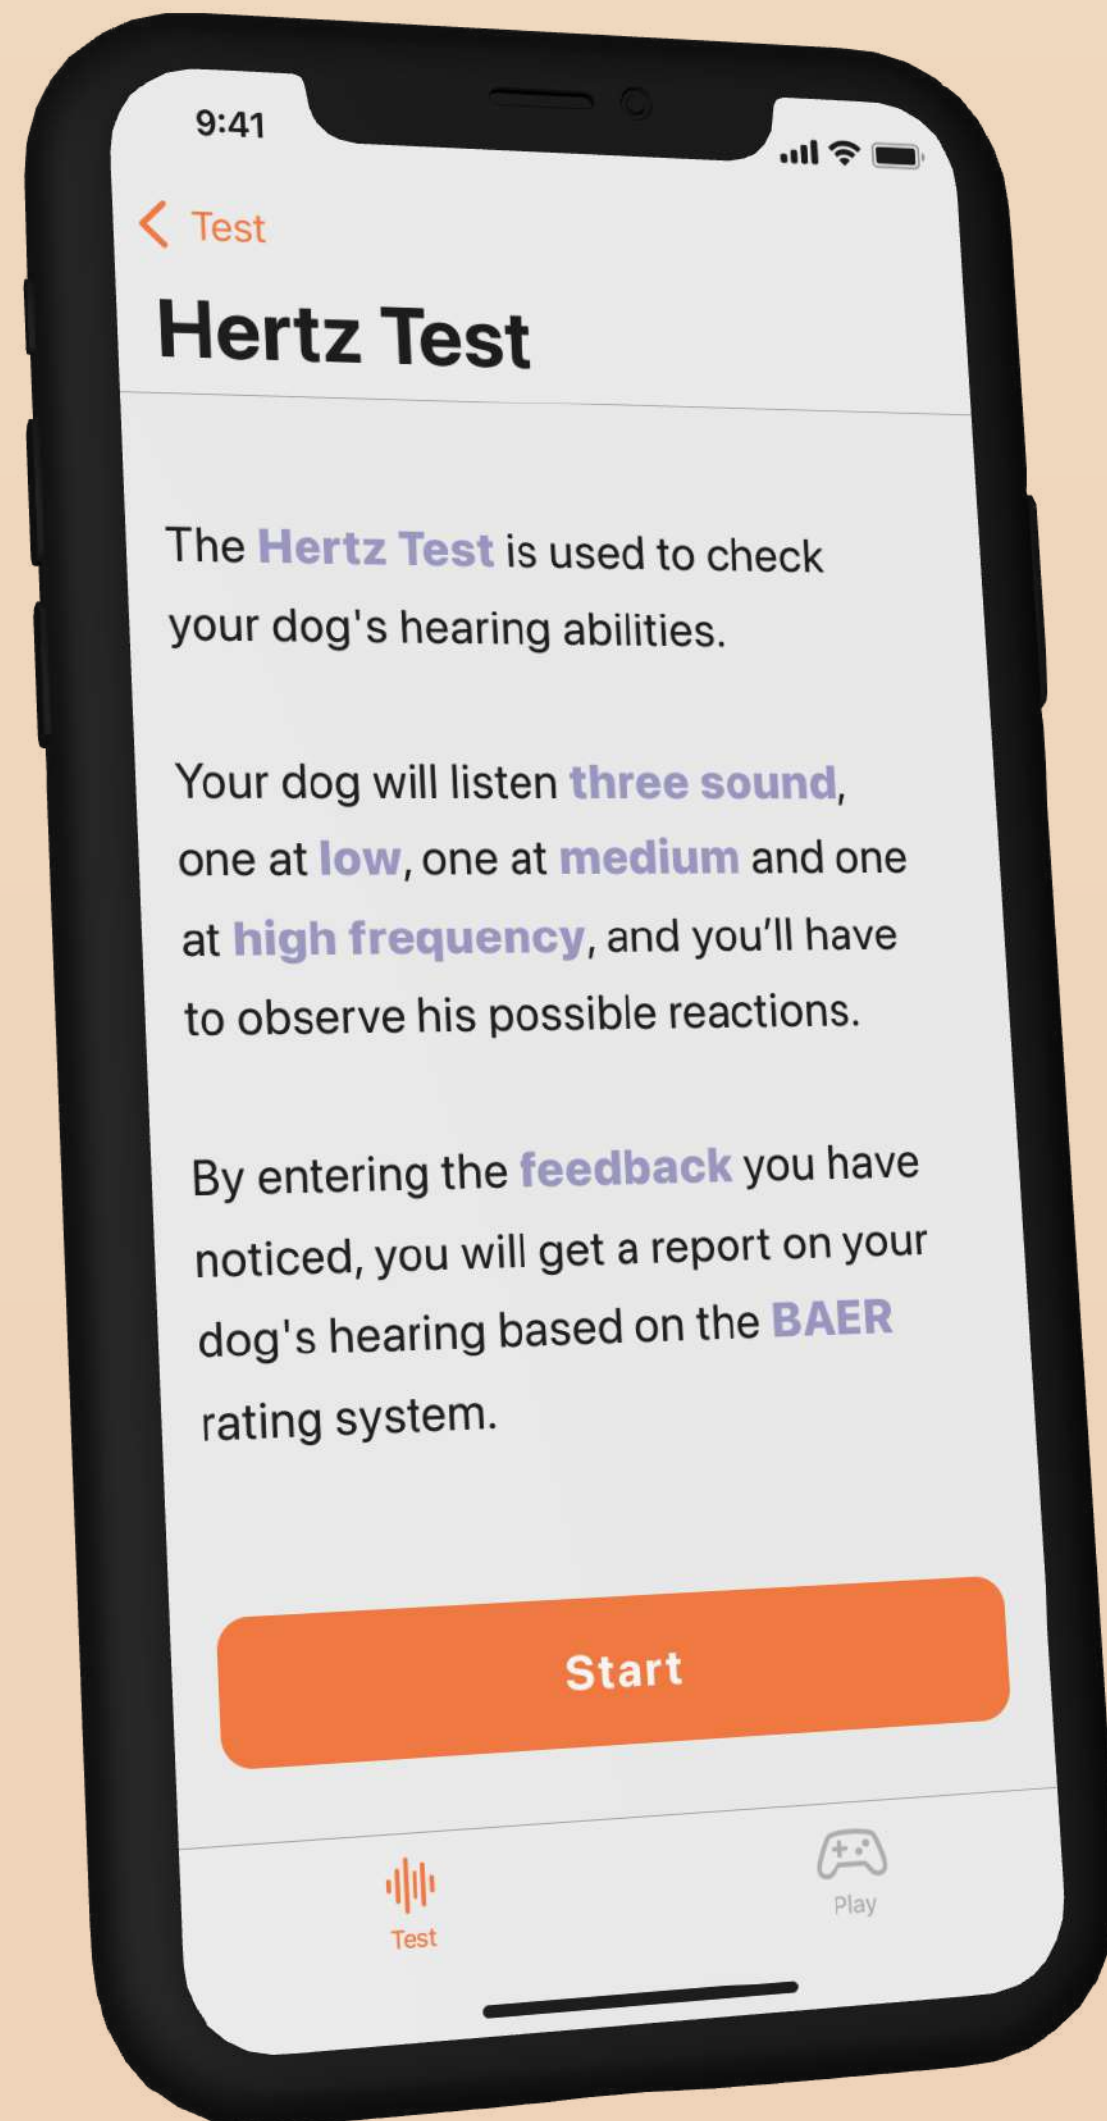 9:41
Test
Hertz Test
The Hertz Test is used to check
your dog's hearing abilities.
Your dog will listen three sound,
one at low, one at medium and one
at high frequency, and you'll have
to observe his possible reactions.
By entering the feedback you have
noticed, you will get a report on your
dog's hearing based on the BAER
rating system.
Start
Test
Play